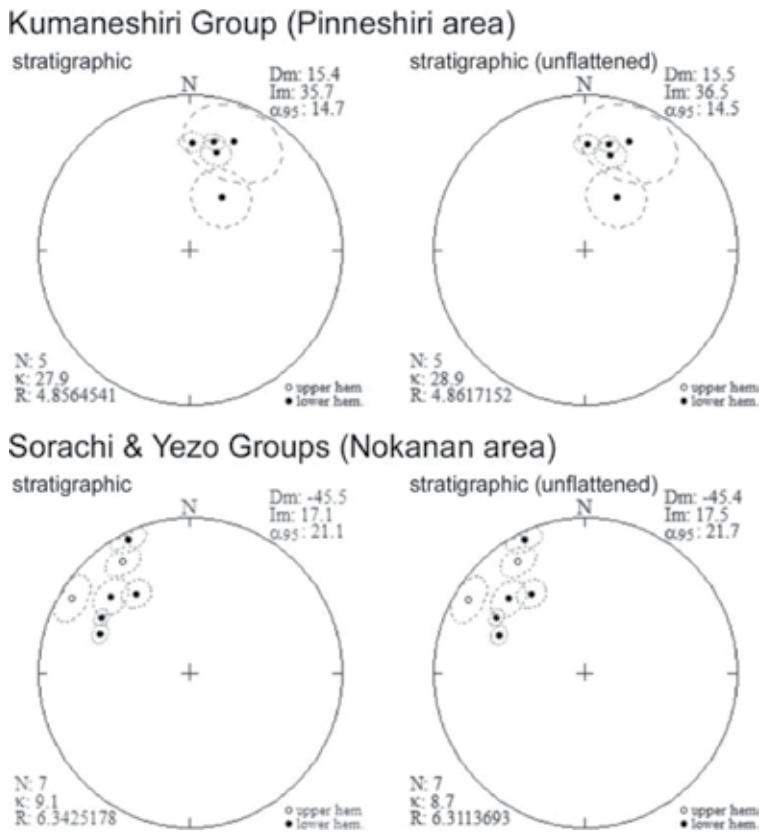 Kumaneshiri Group (Pinneshiri area)
stratigraphic
N
Dm: 15.4
Im: 35.7
α95: 14.7
N: 5
κ: 27.9
R: 4.8564541
upper hem
lower hem.
stratigraphic (unflattened)
N
Dm: 15.5
Im: 36.5
α95: 14.5
N: 5
κ: 28.9
R: 4.8617152
upper hem
lower hem.
Sorachi & Yezo Groups (Nokanan area)
stratigraphic
N
Dm: -45.5
Im: 17.1
α95: 21.1
N: 7
κ: 9.1
R: 6.3425178
upper hem
lower hem.
stratigraphic (unflattened)
N
Dm: -45.4
Im: 17.5
α95: 21.7
N: 7
κ: 8.7
R: 6.3113693
upper hem
lower hem.